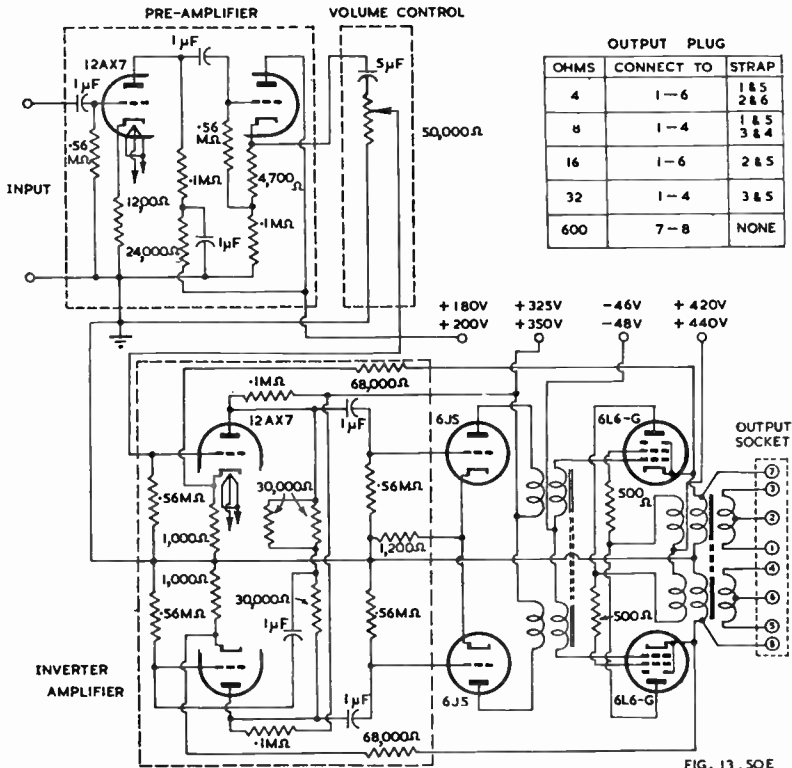 PRE-AMPLIFIER
VOLUME CONTROL
1μF
12AX7
1μF
5μF
·56
MΩ
·56
MΩ
50,000Ω
INPUT
1200Ω
·1MΩ
4,700
Ω
24,000Ω
1μF
·1MΩ
OUTPUT PLUG
OHMS CONNECT TO STRAP
4 1–6 1&5
2&6
8 1–4 1&5
3&4
16 1–6 2&5
32 1–4 3&5
600 7–8 NONE
+180V +325V –46V +420V
+200V +350V –48V +440V
·1MΩ
68,000Ω
12AX7
1μF
6J5
6L6-G
OUTPUT
SOCKET
7
3
2
1
4
6
5
8
·56MΩ
30,000Ω
·56MΩ
500
Ω
1,000Ω
1,200Ω
1,000Ω
·56MΩ
30,000Ω
1μF
·56MΩ
500Ω
INVERTER
AMPLIFIER
1μF
6J5
6L6-G
·1MΩ
68,000Ω
FIG. 13. SOE